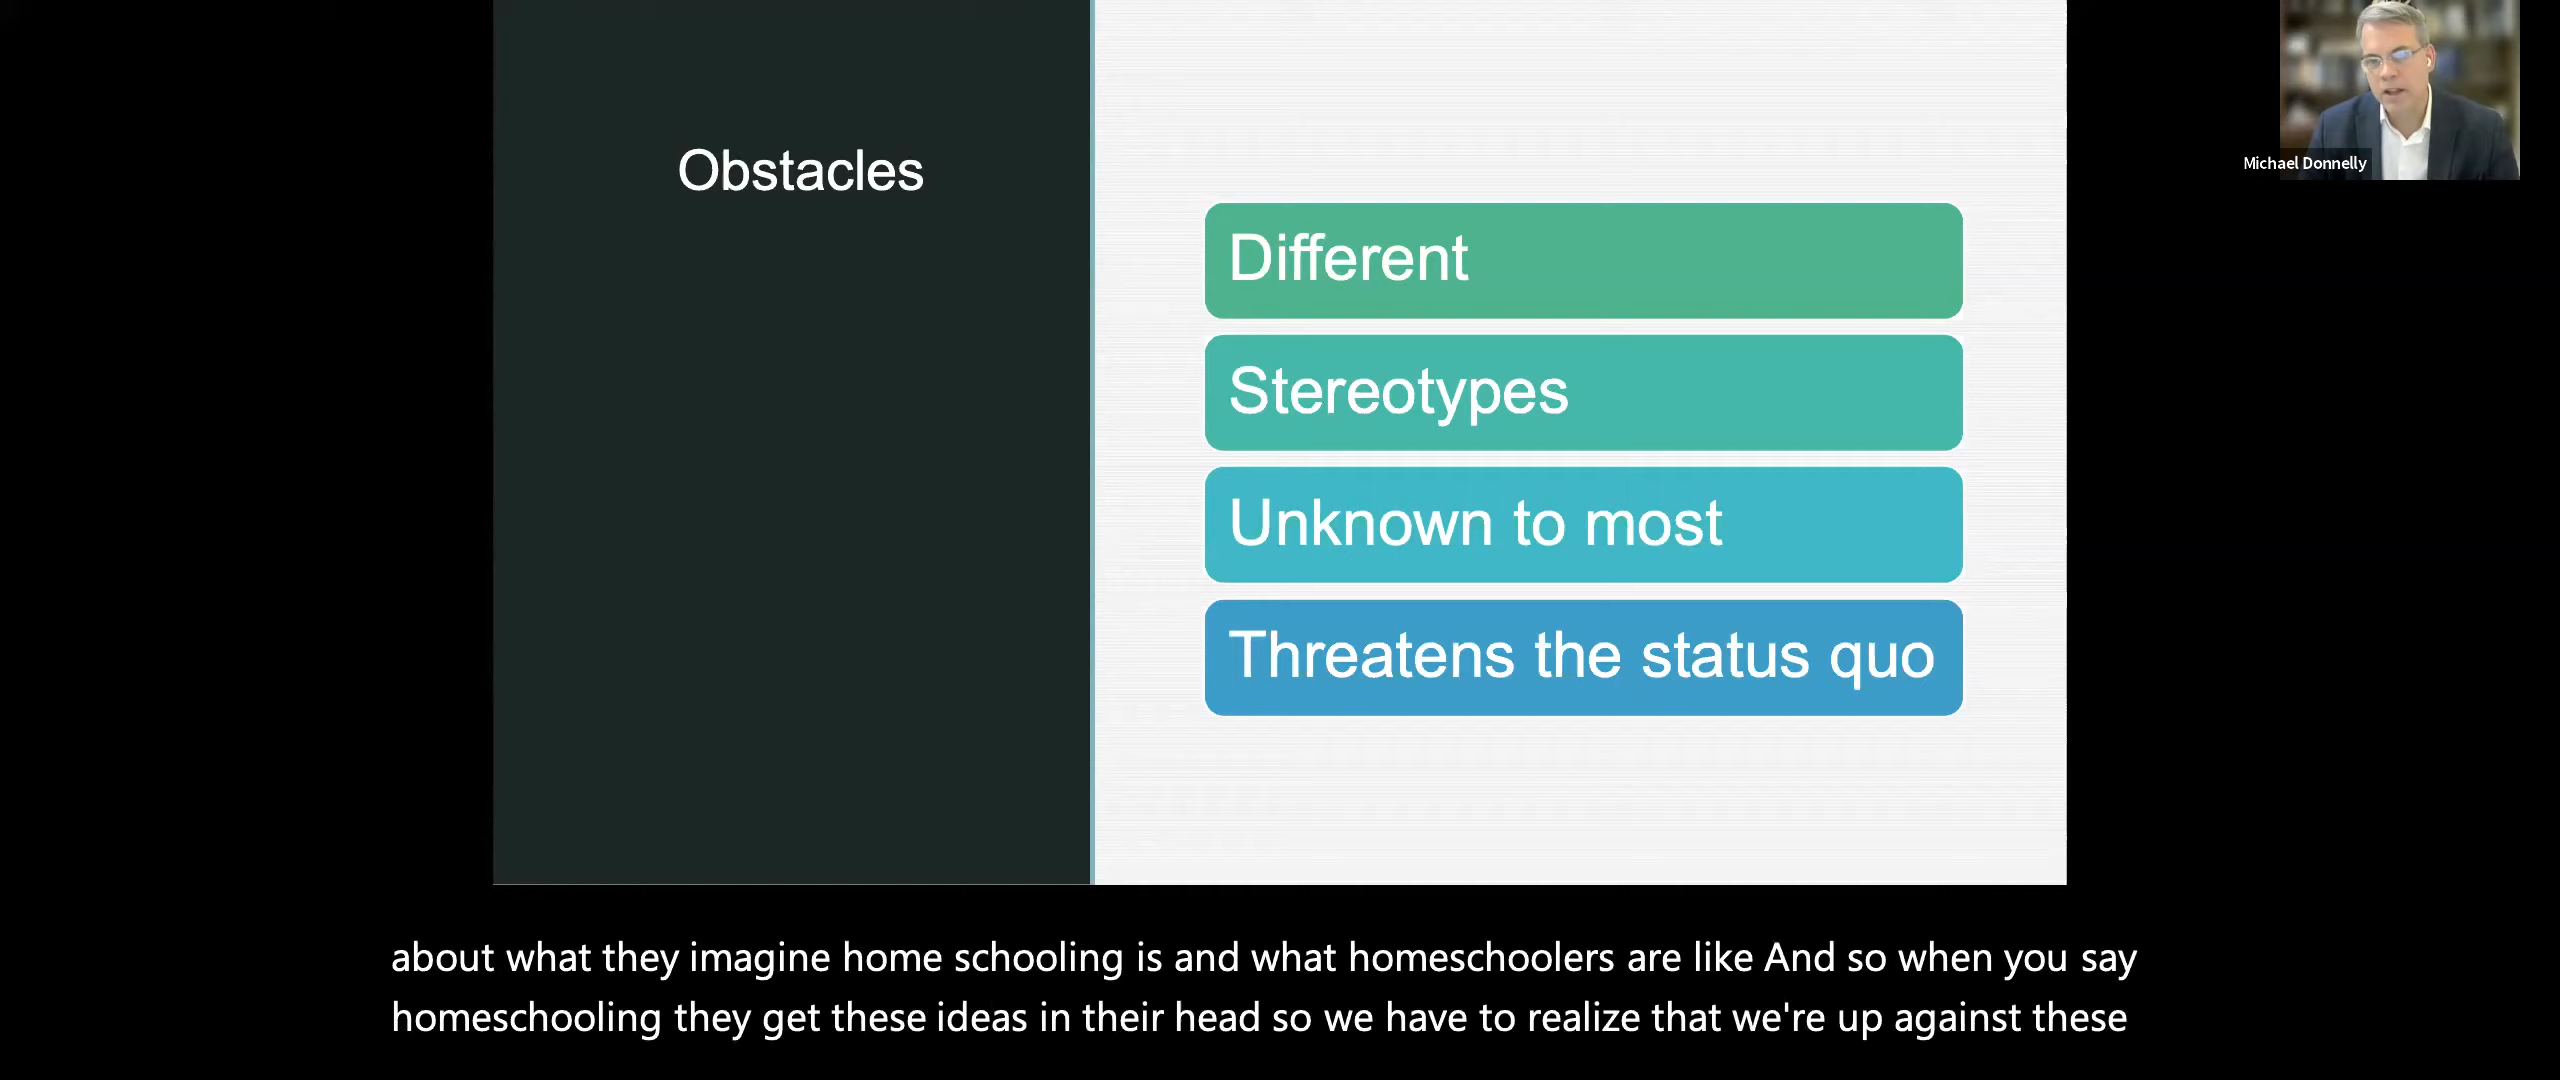 Obstacles
Different
Stereotypes
Unknown to most
Threatens the status quo
Michael Donnelly
about what they imagine home schooling is and what homeschoolers are like And so when you say
homeschooling they get these ideas in their head so we have to realize that we're up against these